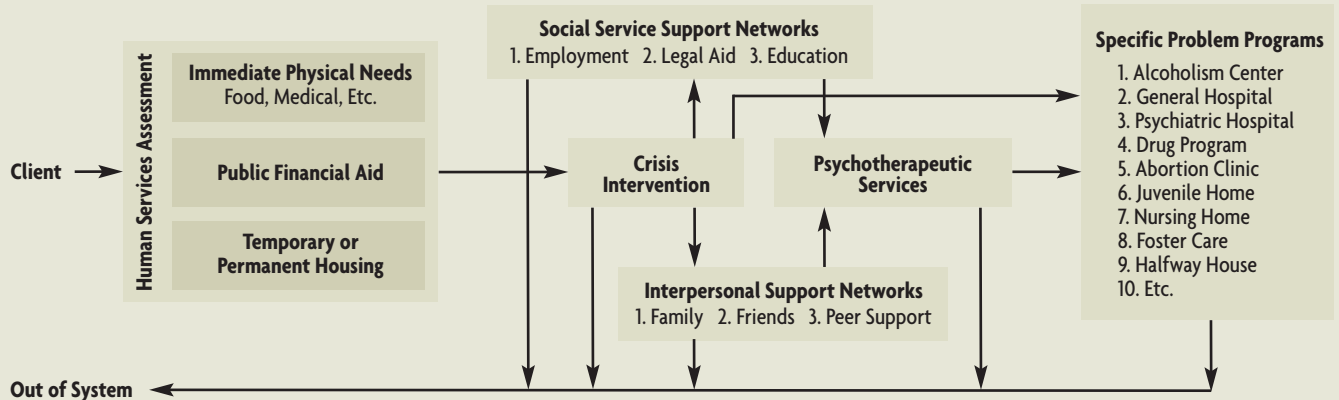 Client
Human Services Assessment
Immediate Physical Needs
Food, Medical, Etc.
Public Financial Aid
Temporary or
Permanent Housing
Social Service Support Networks
1. Employment 2. Legal Aid 3. Education
Crisis
Intervention
Psychotherapeutic
Services
Interpersonal Support Networks
1. Family 2. Friends 3. Peer Support
Specific Problem Programs
1. Alcoholism Center
2. General Hospital
3. Psychiatric Hospital
4. Drug Program
5. Abortion Clinic
6. Juvenile Home
7. Nursing Home
8. Foster Care
9. Halfway House
10. Etc.
Out of System